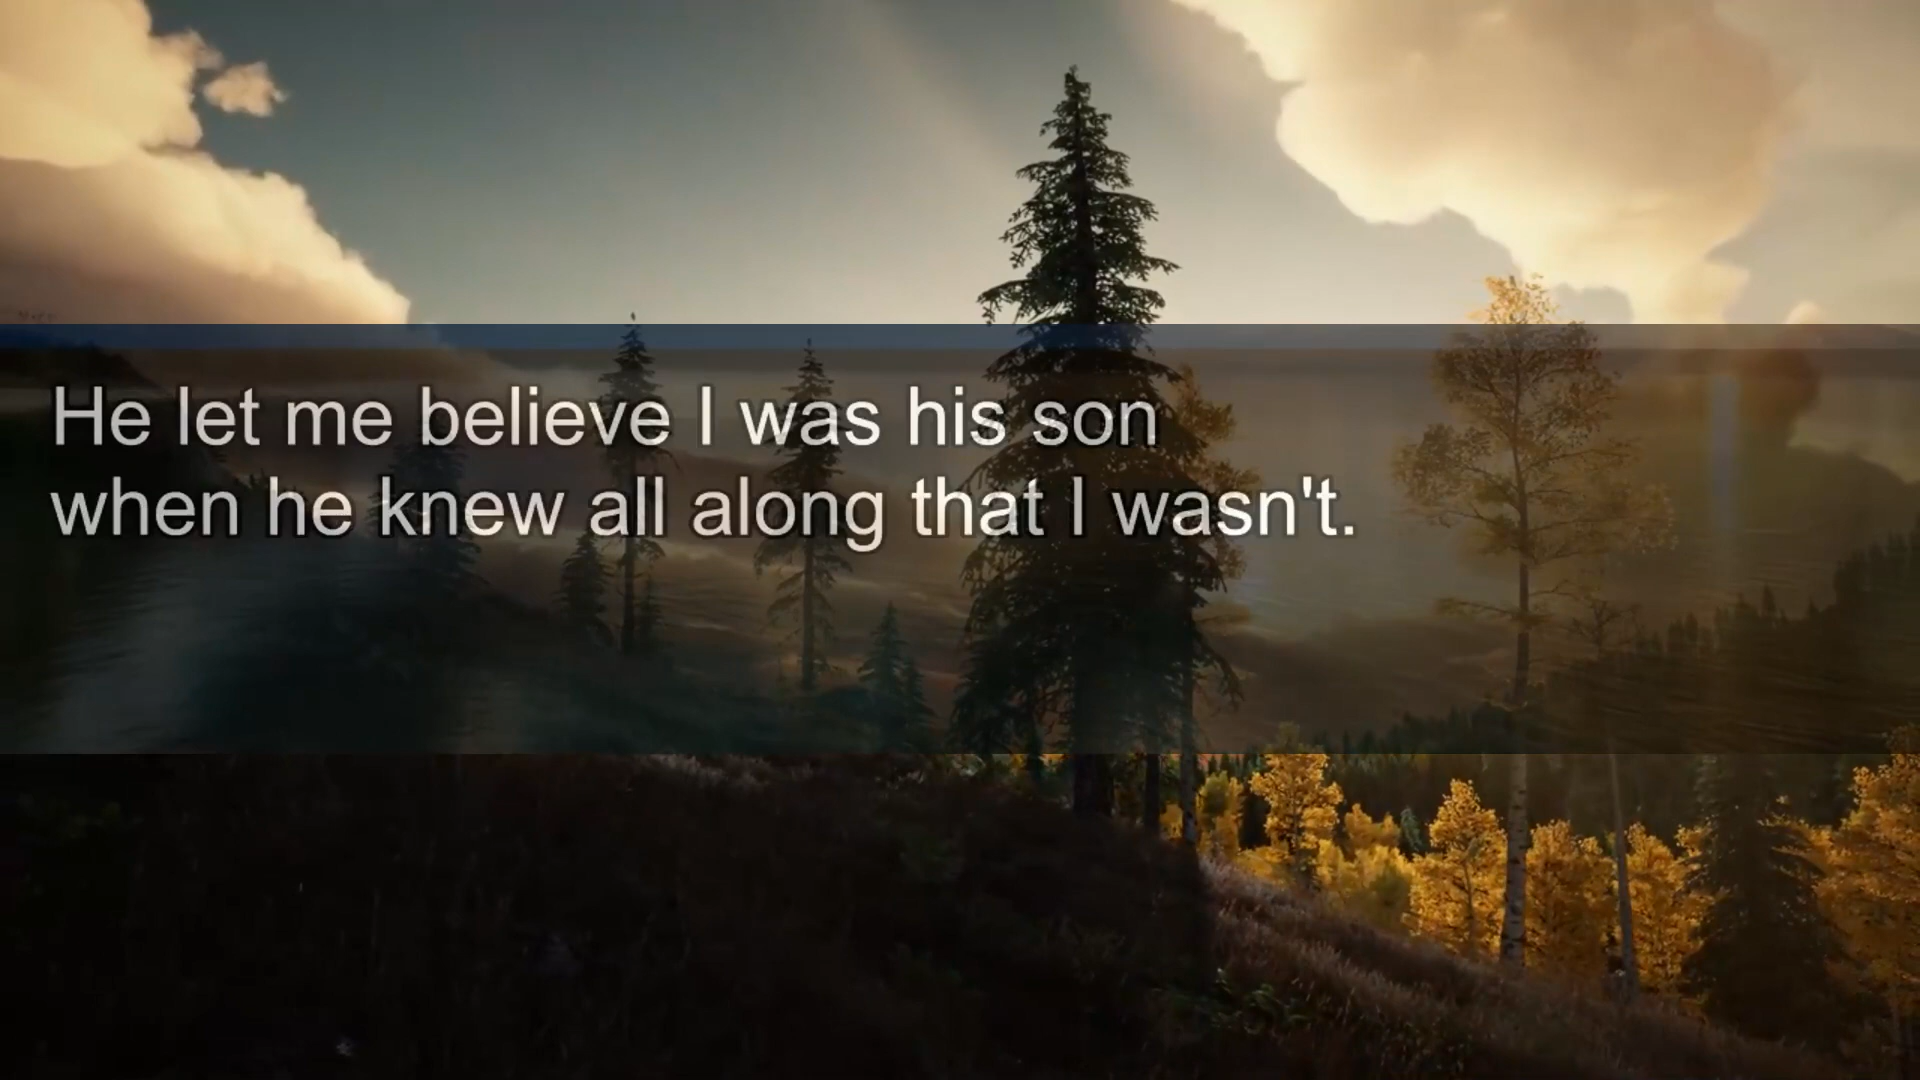 He let me believe I was his son
when he knew all along that I wasn't.